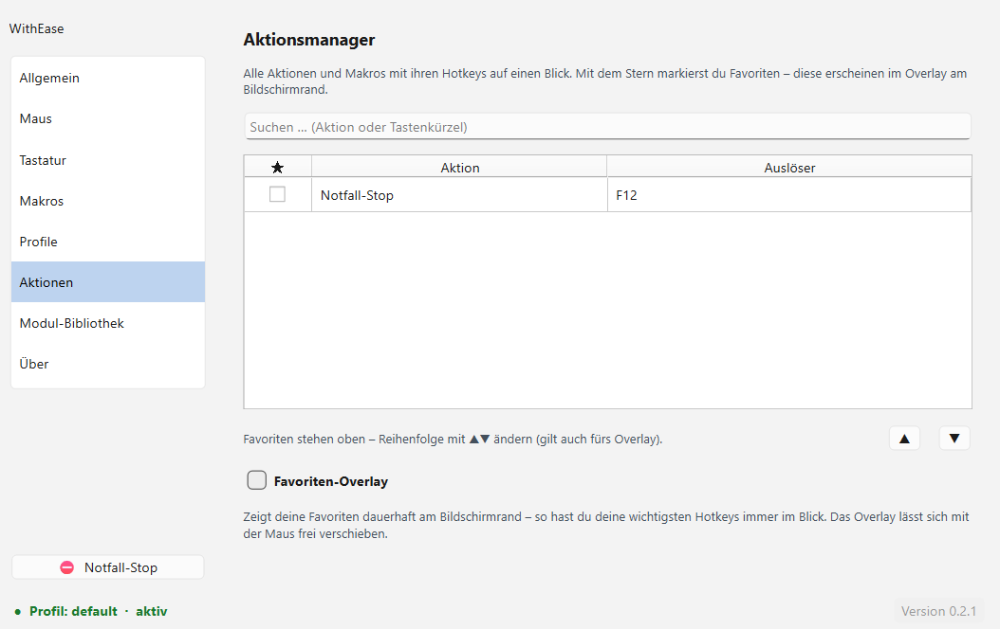 WithEase
Allgemein
Maus
Tastatur
Makros
Profile
Aktionen
Modul-Bibliothek
Über
Notfall-Stop
● Profil: default · aktiv
Aktionsmanager
Alle Aktionen und Makros mit ihren Hotkeys auf einen Blick. Mit dem Stern markierst du Favoriten – diese erscheinen im Overlay am
Bildschirmrand.
Suchen ... (Aktion oder Tastenkürzel)
★ Aktion Auslöser
Notfall-Stop F12
Favoriten stehen oben – Reihenfolge mit ▲▼ ändern (gilt auch fürs Overlay).
▲ ▼
Favoriten-Overlay
Zeigt deine Favoriten dauerhaft am Bildschirmrand – so hast du deine wichtigsten Hotkeys immer im Blick. Das Overlay lässt sich mit
der Maus frei verschieben.
Version 0.2.1